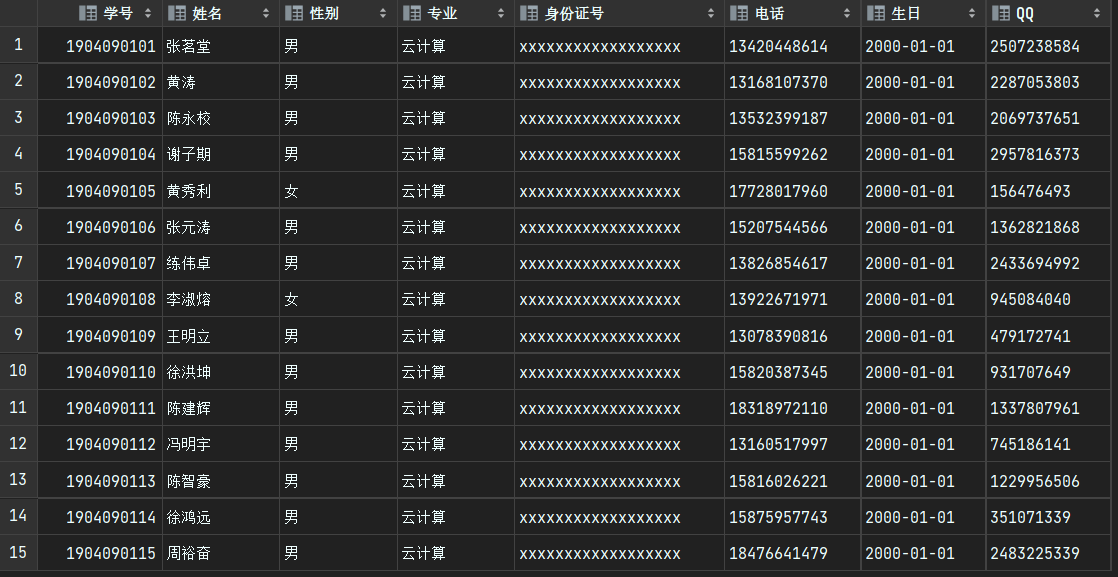 学号 姓名 性别 专业 身份证号 电话 生日 QQ
1 1904090101 张茗堂 男 云计算 xxxxxxxxxxxxxxxxxx 13420448614 2000-01-01 2507238584
2 1904090102 黄涛 男 云计算 xxxxxxxxxxxxxxxxxx 13168107370 2000-01-01 2287053803
3 1904090103 陈永校 男 云计算 xxxxxxxxxxxxxxxxxx 13532399187 2000-01-01 2069737651
4 1904090104 谢子期 男 云计算 xxxxxxxxxxxxxxxxxx 15815599262 2000-01-01 2957816373
5 1904090105 黄秀利 女 云计算 xxxxxxxxxxxxxxxxxx 17728017960 2000-01-01 156476493
6 1904090106 张元涛 男 云计算 xxxxxxxxxxxxxxxxxx 15207544566 2000-01-01 1362821868
7 1904090107 练伟卓 男 云计算 xxxxxxxxxxxxxxxxxx 13826854617 2000-01-01 2433694992
8 1904090108 李淑熔 女 云计算 xxxxxxxxxxxxxxxxxx 13922671971 2000-01-01 945084040
9 1904090109 王明立 男 云计算 xxxxxxxxxxxxxxxxxx 13078390816 2000-01-01 479172741
10 1904090110 徐洪坤 男 云计算 xxxxxxxxxxxxxxxxxx 15820387345 2000-01-01 931707649
11 1904090111 陈建辉 男 云计算 xxxxxxxxxxxxxxxxxx 18318972110 2000-01-01 1337807961
12 1904090112 冯明宇 男 云计算 xxxxxxxxxxxxxxxxxx 13160517997 2000-01-01 745186141
13 1904090113 陈智豪 男 云计算 xxxxxxxxxxxxxxxxxx 15816026221 2000-01-01 1229956506
14 1904090114 徐鸿远 男 云计算 xxxxxxxxxxxxxxxxxx 15875957743 2000-01-01 351071339
15 1904090115 周裕奋 男 云计算 xxxxxxxxxxxxxxxxxx 18476641479 2000-01-01 2483225339